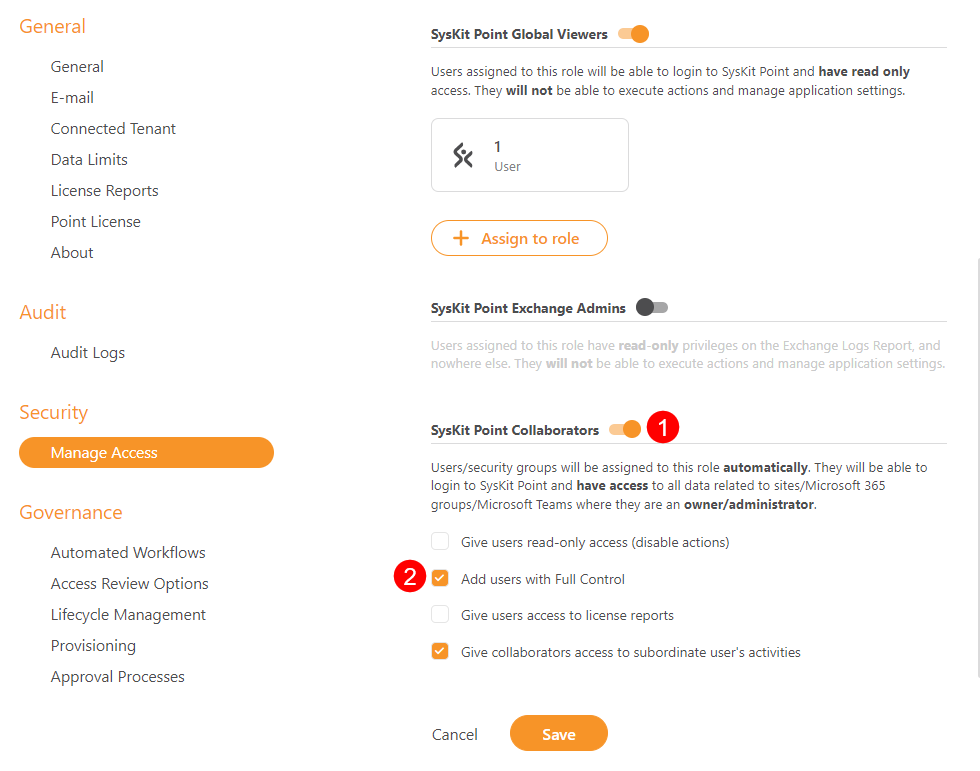 General
General
E-mail
Connected Tenant
Data Limits
License Reports
Point License
About
Audit
Audit Logs
Security
Manage Access
Governance
Automated Workflows
Access Review Options
Lifecycle Management
Provisioning
Approval Processes
SysKit Point Global Viewers
Users assigned to this role will be able to login to SysKit Point and have read only
access. They will not be able to execute actions and manage application settings.
1
User
+ Assign to role
SysKit Point Exchange Admins
Users assigned to this role have read-only privileges on the Exchange Logs Report, and
nowhere else. They will not be able to execute actions and manage application settings.
SysKit Point Collaborators 1
Users/security groups will be assigned to this role automatically. They will be able to
login to SysKit Point and have access to all data related to sites/Microsoft 365
groups/Microsoft Teams where they are an owner/administrator.
Give users read-only access (disable actions)
2 Add users with Full Control
Give users access to license reports
Give collaborators access to subordinate user's activities
Cancel Save